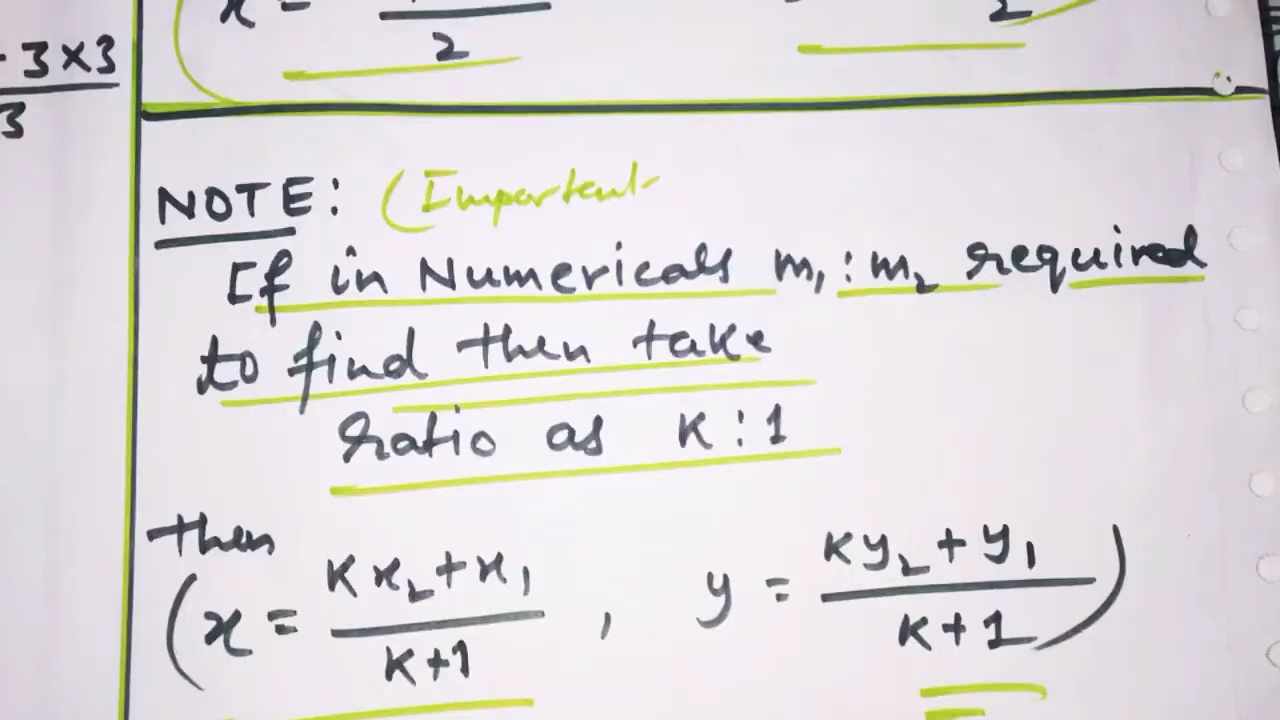 x =
2
2
- 3×3
3
NOTE: (Important
If in Numericals m₁ : m₂ required
to find then take
ratio as K : 1
then
(x = Kx₂ + x₁ / K+1 , y = Ky₂ + y₁ / K+1)